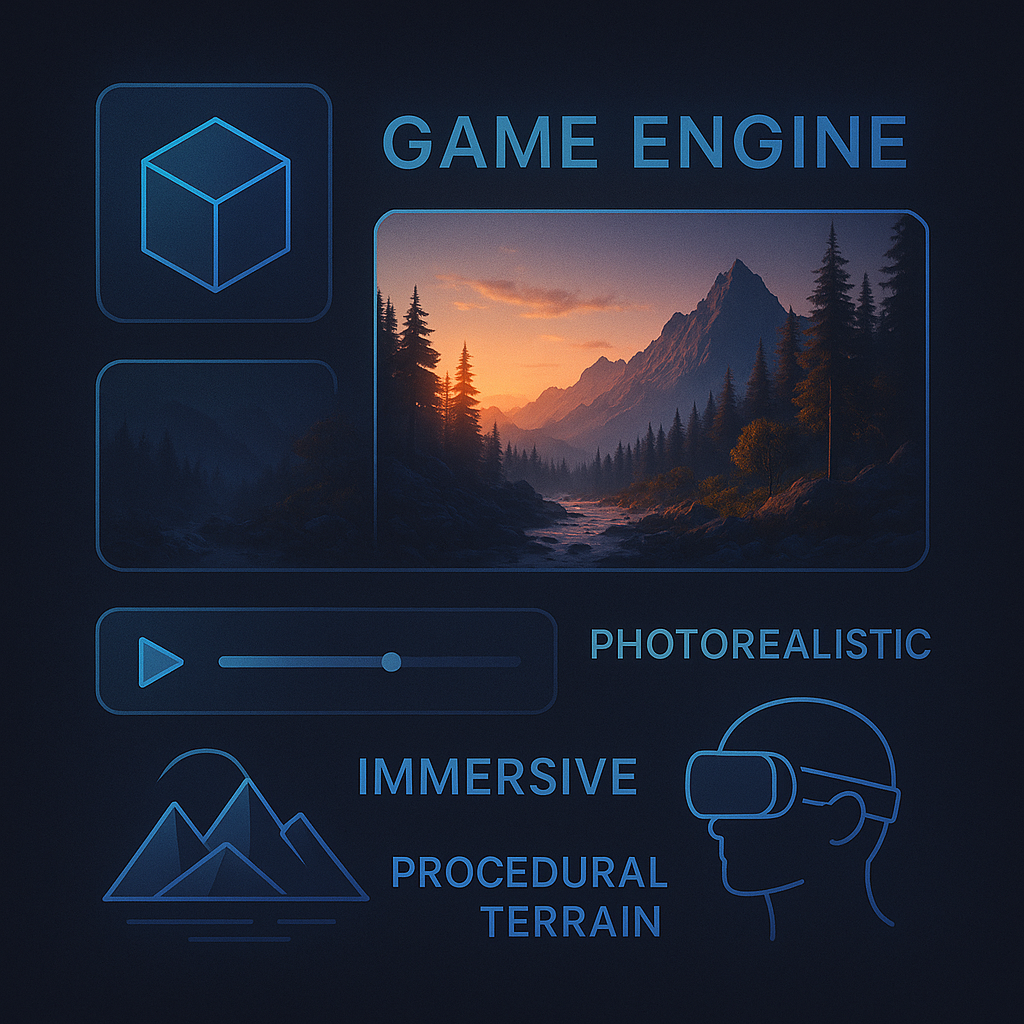 GAME ENGINE
PHOTOREALISTIC
IMMERSIVE
PROCEDURAL
TERRAIN